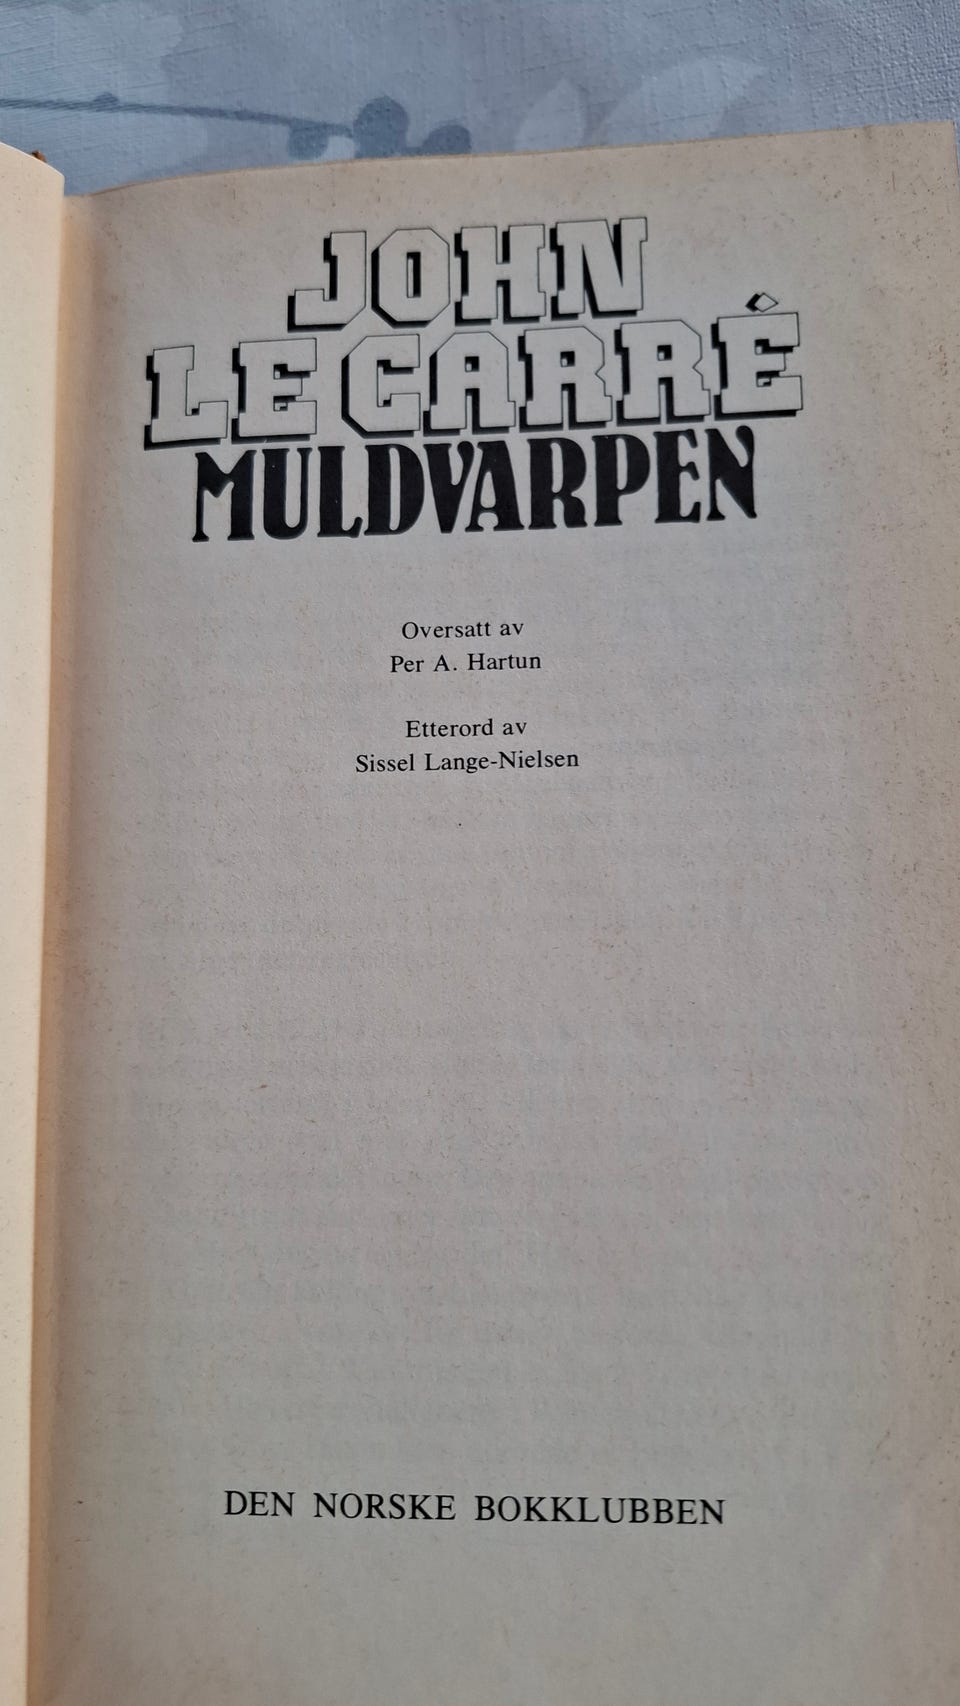 JOHN
LE CARRÉ
MULDVARPEN
Oversatt av
Per A. Hartun
Etterord av
Sissel Lange-Nielsen
DEN NORSKE BOKKLUBBEN